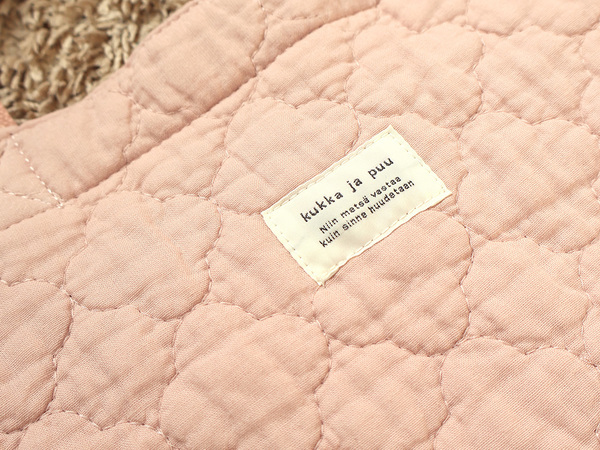 kukka ja puu
Niin metsä vastaa
kuin sinne huudetaan